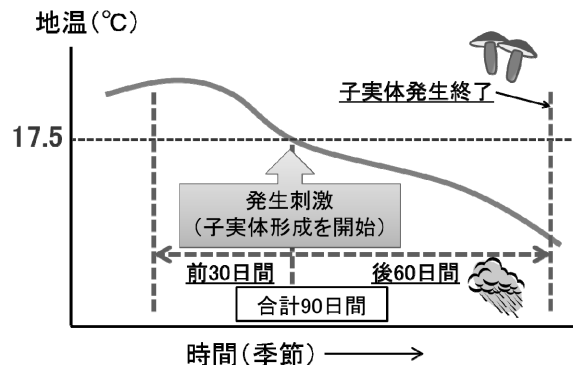 地温(℃)
子実体発生終了
17.5
発生刺激
(子実体形成を開始)
前30日間
後60日間
合計90日間
時間(季節)